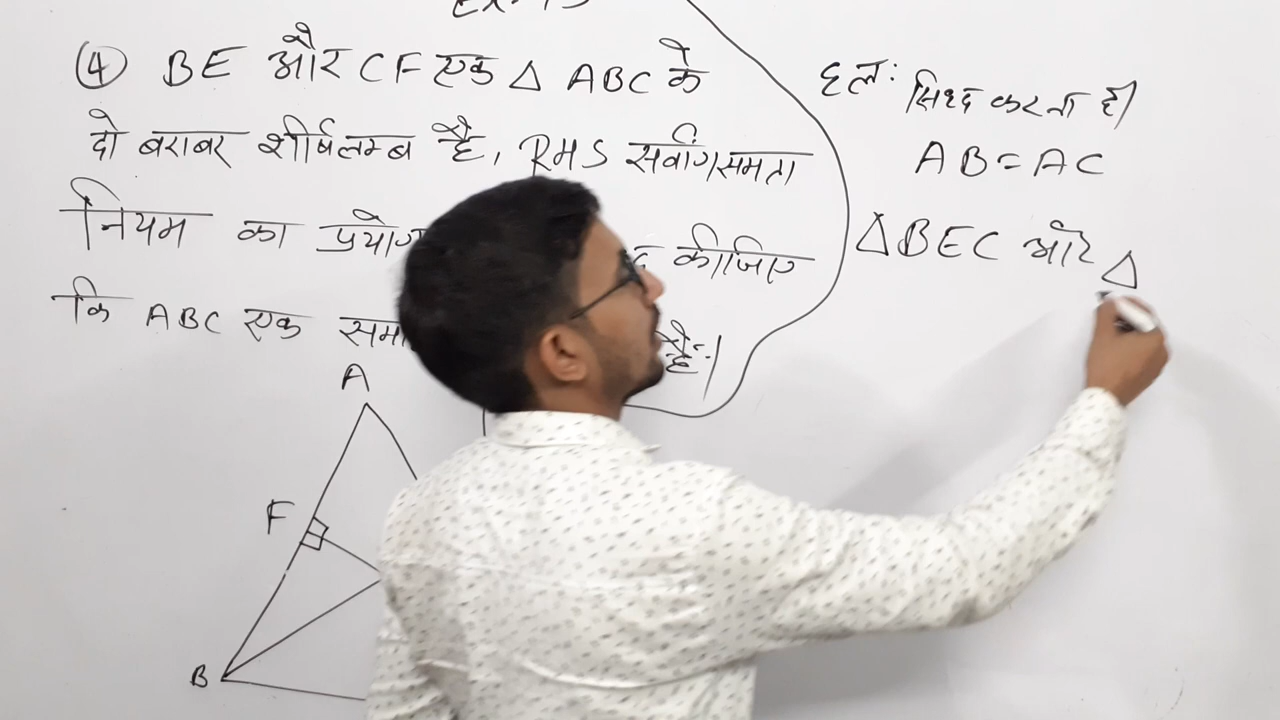 ④ BE और CF एक △ ABC के
दो बराबर शीर्षलम्ब है, RHS सर्वांगसमता
नियम का प्रयोग कीजिए
कि ABC एक है।
A
F
B
हल: सिध्द करना है।
AB = AC
△BEC और △